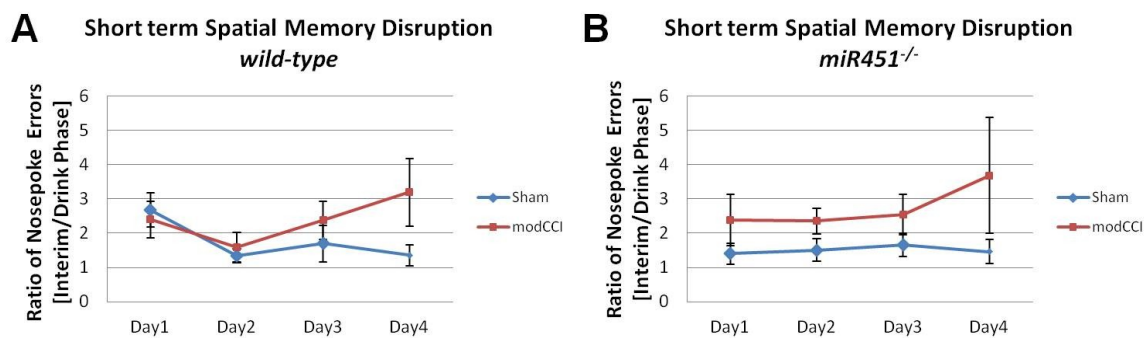 A
Short term Spatial Memory Disruption
wild-type
Ratio of Nosepoke Errors
[Interim/Drink Phase]
6
5
4
3
2
1
0
Day1 Day2 Day3 Day4
Sham
modCCI
B
Short term Spatial Memory Disruption
miR451-/-
Ratio of Nosepoke Errors
[Interim/Drink Phase]
6
5
4
3
2
1
0
Day1 Day2 Day3 Day4
Sham
modCCI